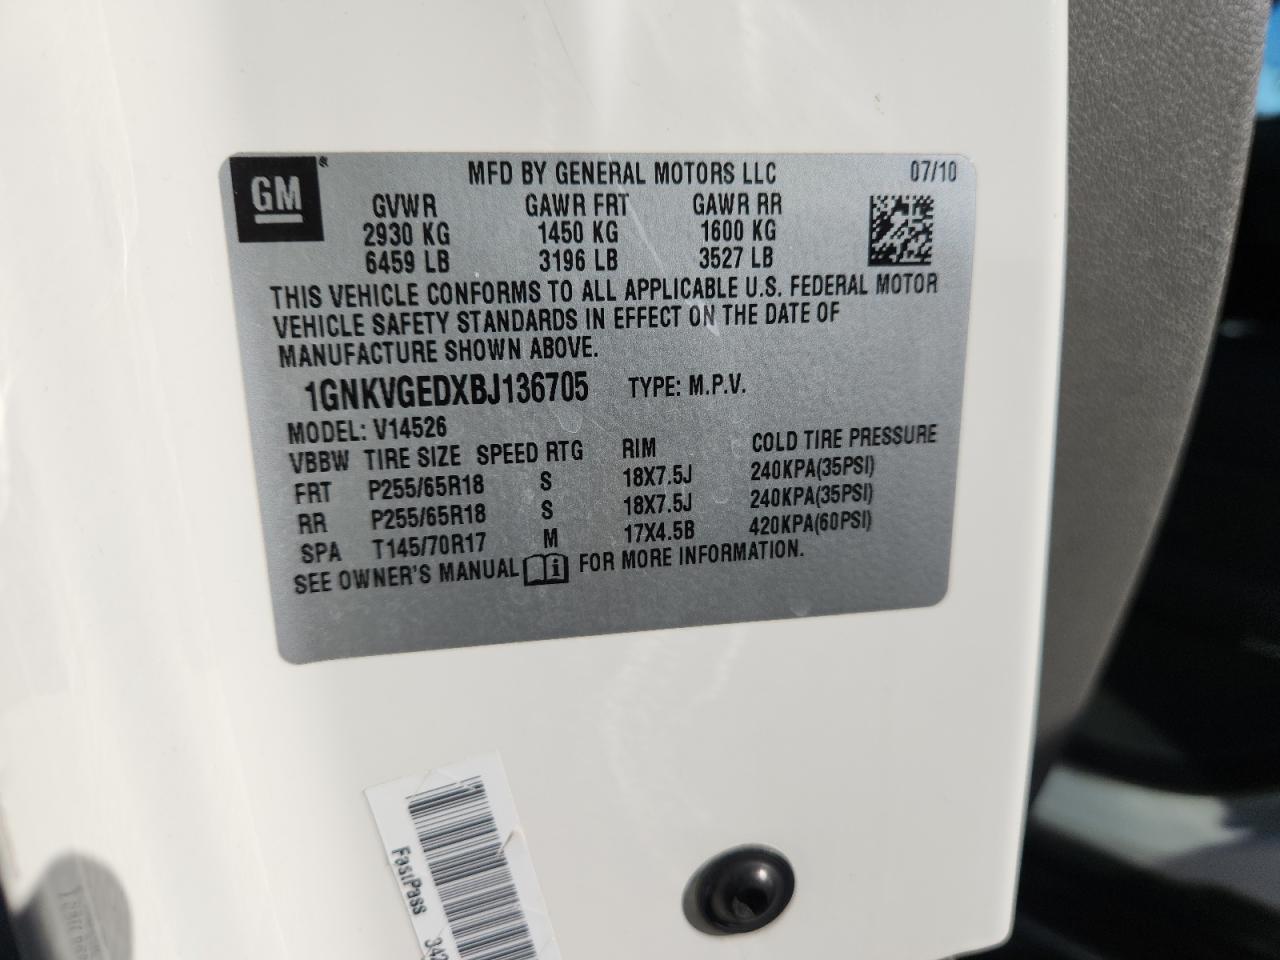 GM® MFD BY GENERAL MOTORS LLC 07/10
GVWR GAWR FRT GAWR RR
2930 KG 1450 KG 1600 KG
6459 LB 3196 LB 3527 LB
THIS VEHICLE CONFORMS TO ALL APPLICABLE U.S. FEDERAL MOTOR
VEHICLE SAFETY STANDARDS IN EFFECT ON THE DATE OF
MANUFACTURE SHOWN ABOVE.
1GNKVGEDXBJ136705 TYPE: M.P.V.
MODEL: V14526
VBBW TIRE SIZE SPEED RTG RIM COLD TIRE PRESSURE
FRT P255/65R18 S 18X7.5J 240KPA(35PSI)
RR P255/65R18 S 18X7.5J 240KPA(35PSI)
SPA T145/70R17 M 17X4.5B 420KPA(60PSI)
SEE OWNER'S MANUAL i FOR MORE INFORMATION.
FastPass 342